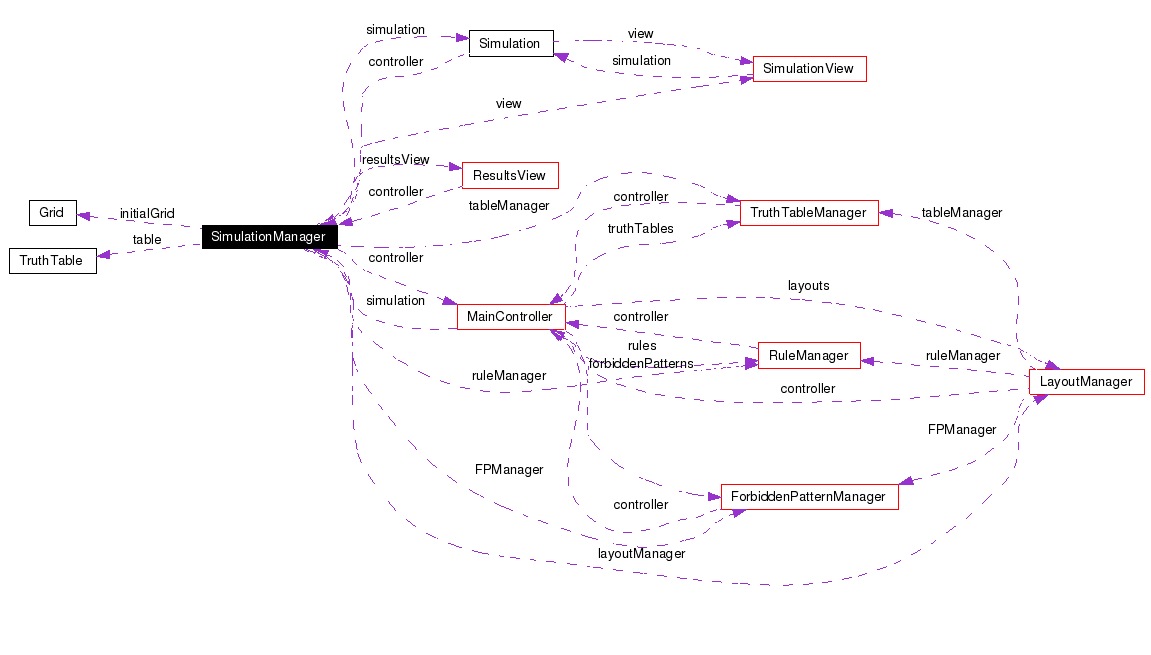 simulation
Simulation
view
controller
simulation
SimulationView
view
resultsView
ResultsView
controller
tableManager
controller
TruthTableManager
tableManager
Grid
initialGrid
truthTables
SimulationManager
table
TruthTable
controller
layouts
simulation
MainController
controller
rules
RuleManager
ruleManager
forbiddenPatterns
ruleManager
controller
LayoutManager
FPManager
FPManager
ForbiddenPatternManager
controller
layoutManager